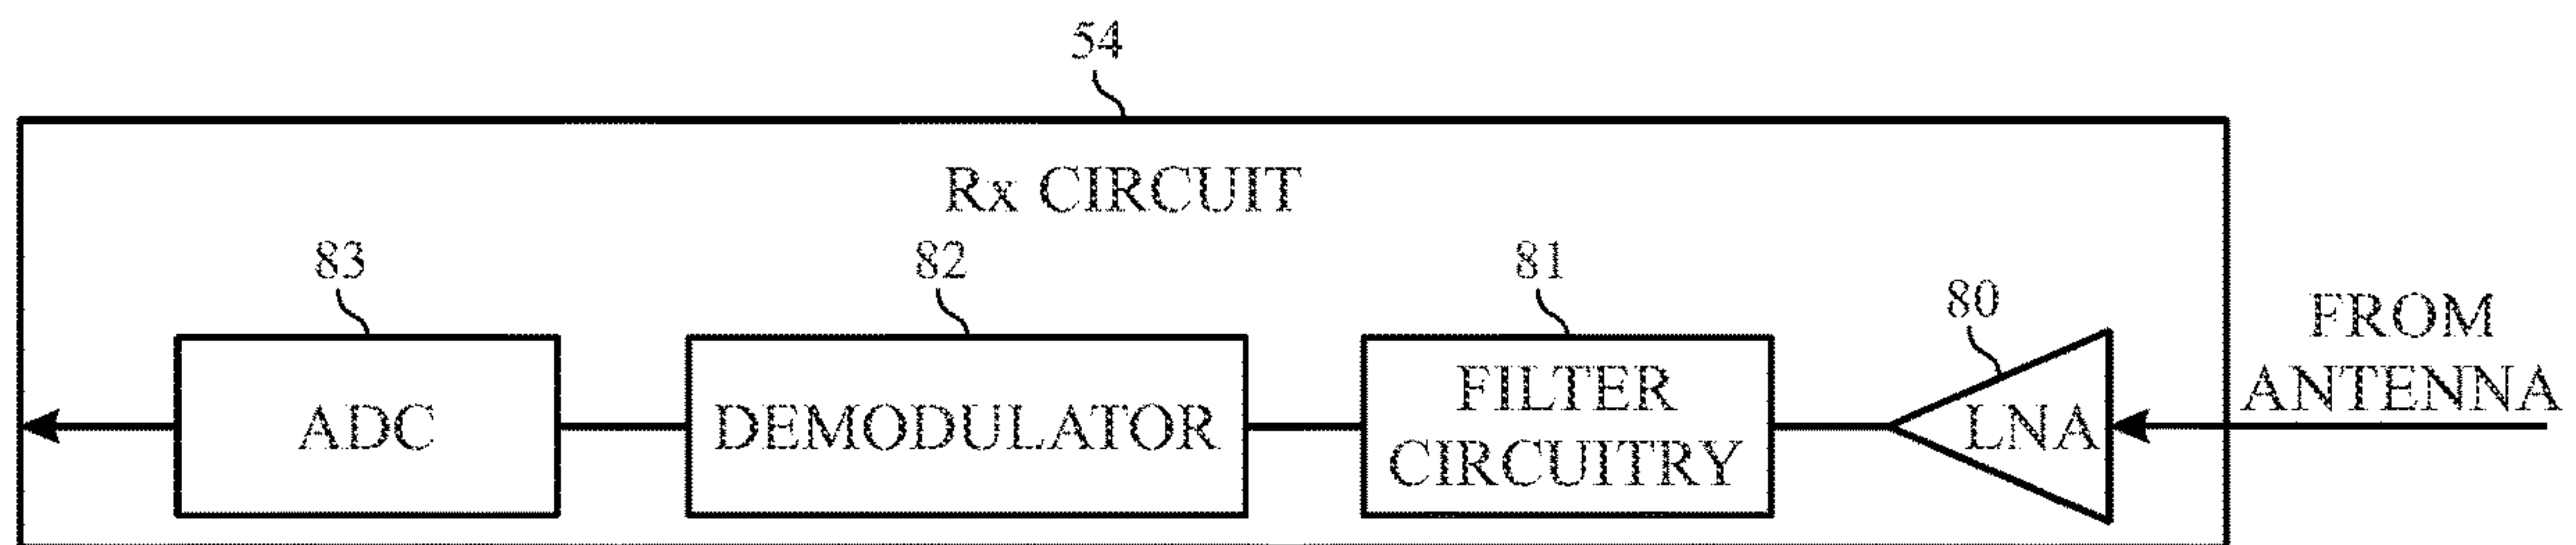 54
Rx CIRCUIT
83
82
81
80
FROM
ANTENNA
ADC
DEMODULATOR
FILTER
CIRCUITRY
LNA